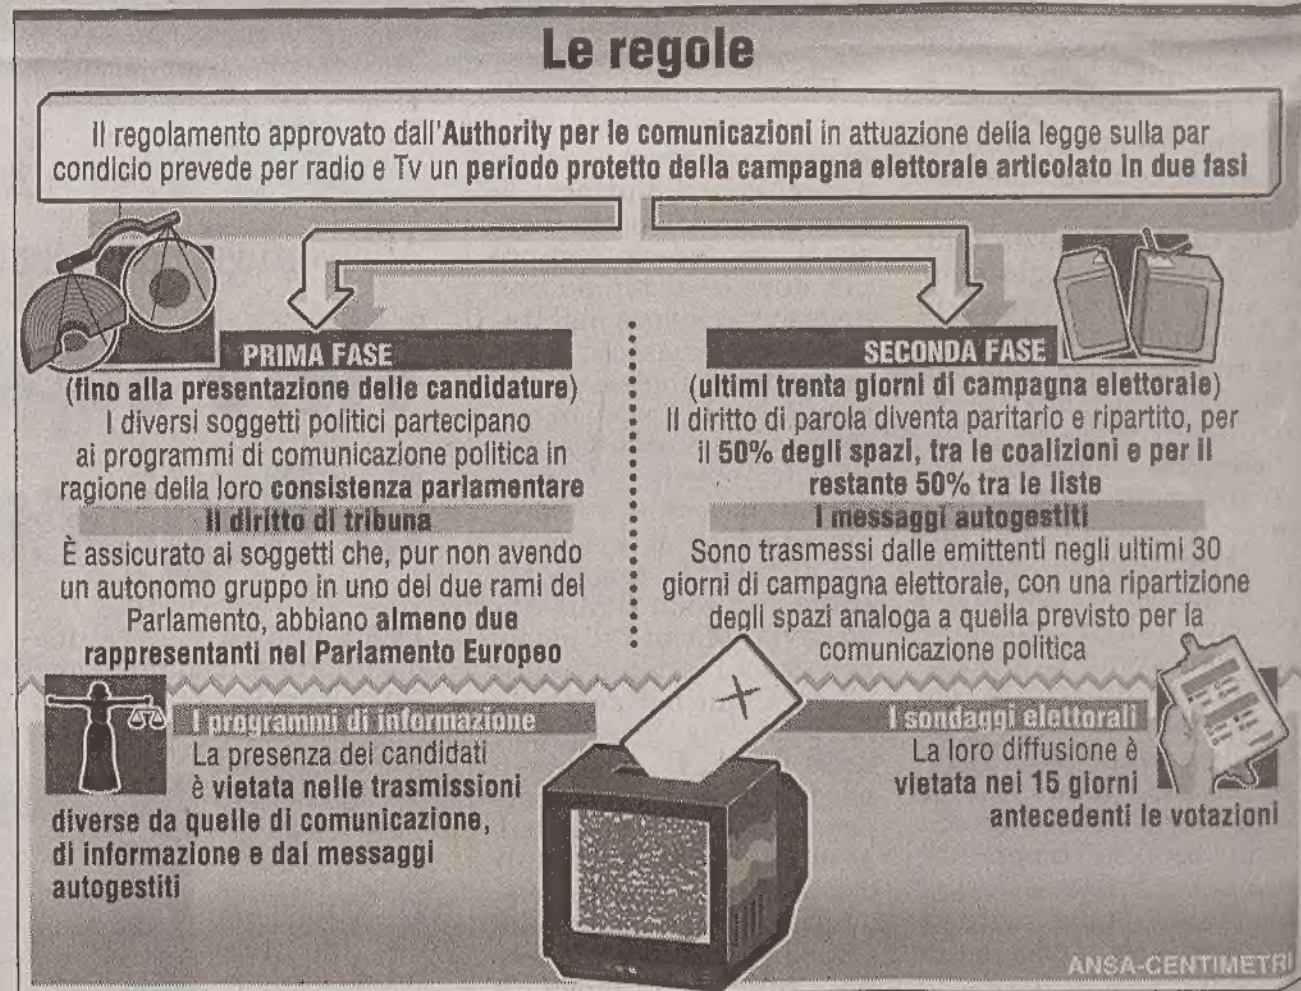 Le regole
Il regolamento approvato dall'Authority per le comunicazioni in attuazione della legge sulla par
condicio prevede per radio e Tv un periodo protetto della campagna elettorale articolato in due fasi
PRIMA FASE
(fino alla presentazione delle candidature)
I diversi soggetti politici partecipano
ai programmi di comunicazione politica in
ragione della loro consistenza parlamentare
Il diritto di tribuna
È assicurato ai soggetti che, pur non avendo
un autonomo gruppo in uno dei due rami del
Parlamento, abbiano almeno due
rappresentanti nel Parlamento Europeo
SECONDA FASE
(ultimi trenta giorni di campagna elettorale)
Il diritto di parola diventa paritario e ripartito, per
il 50% degli spazi, tra le coalizioni e per il
restante 50% tra le liste
I messaggi autogestiti
Sono trasmessi dalle emittenti negli ultimi 30
giorni di campagna elettorale, con una ripartizione
degli spazi analoga a quella previsto per la
comunicazione politica
I programmi di informazione
La presenza dei candidati
è vietata nelle trasmissioni
diverse da quelle di comunicazione,
di informazione e dai messaggi
autogestiti
I sondaggi elettorali
La loro diffusione è
vietata nei 15 giorni
antecedenti le votazioni
ANSA-CENTIMETRI